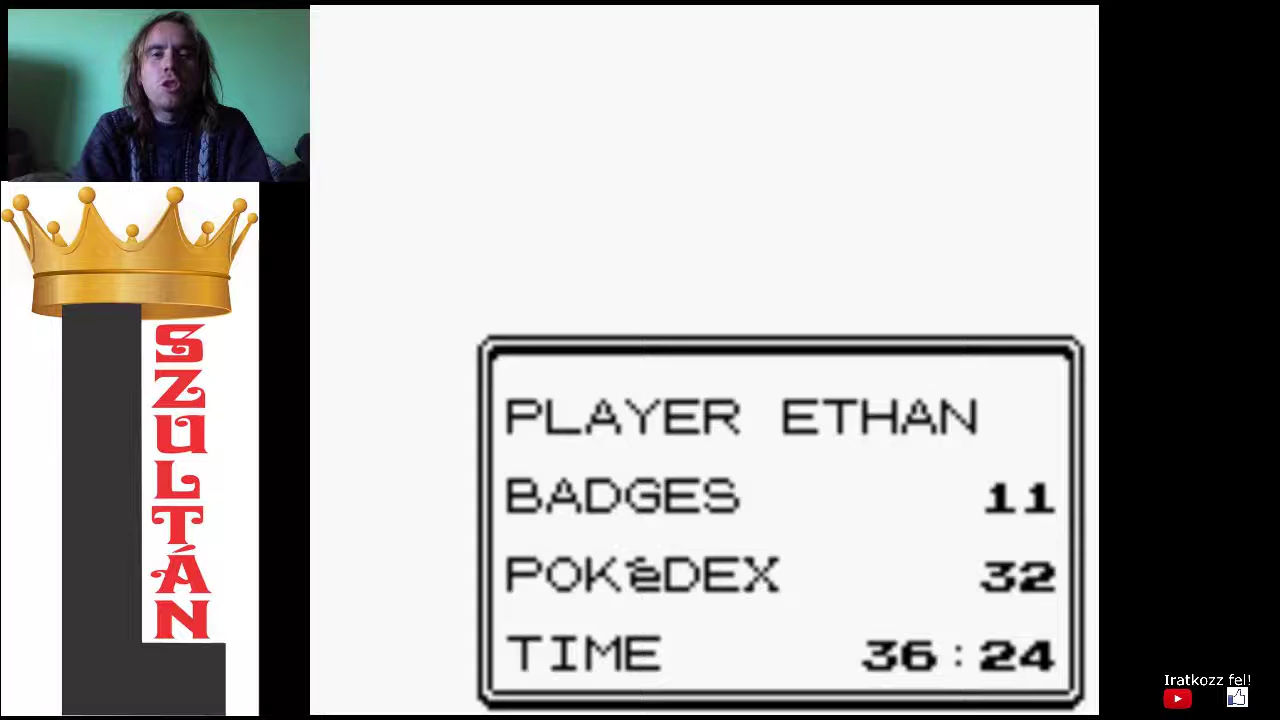 L
SZULTÁN
PLAYER ETHAN
BADGES 11
POKéDEX 32
TIME 36:24
Iratkozz fel!